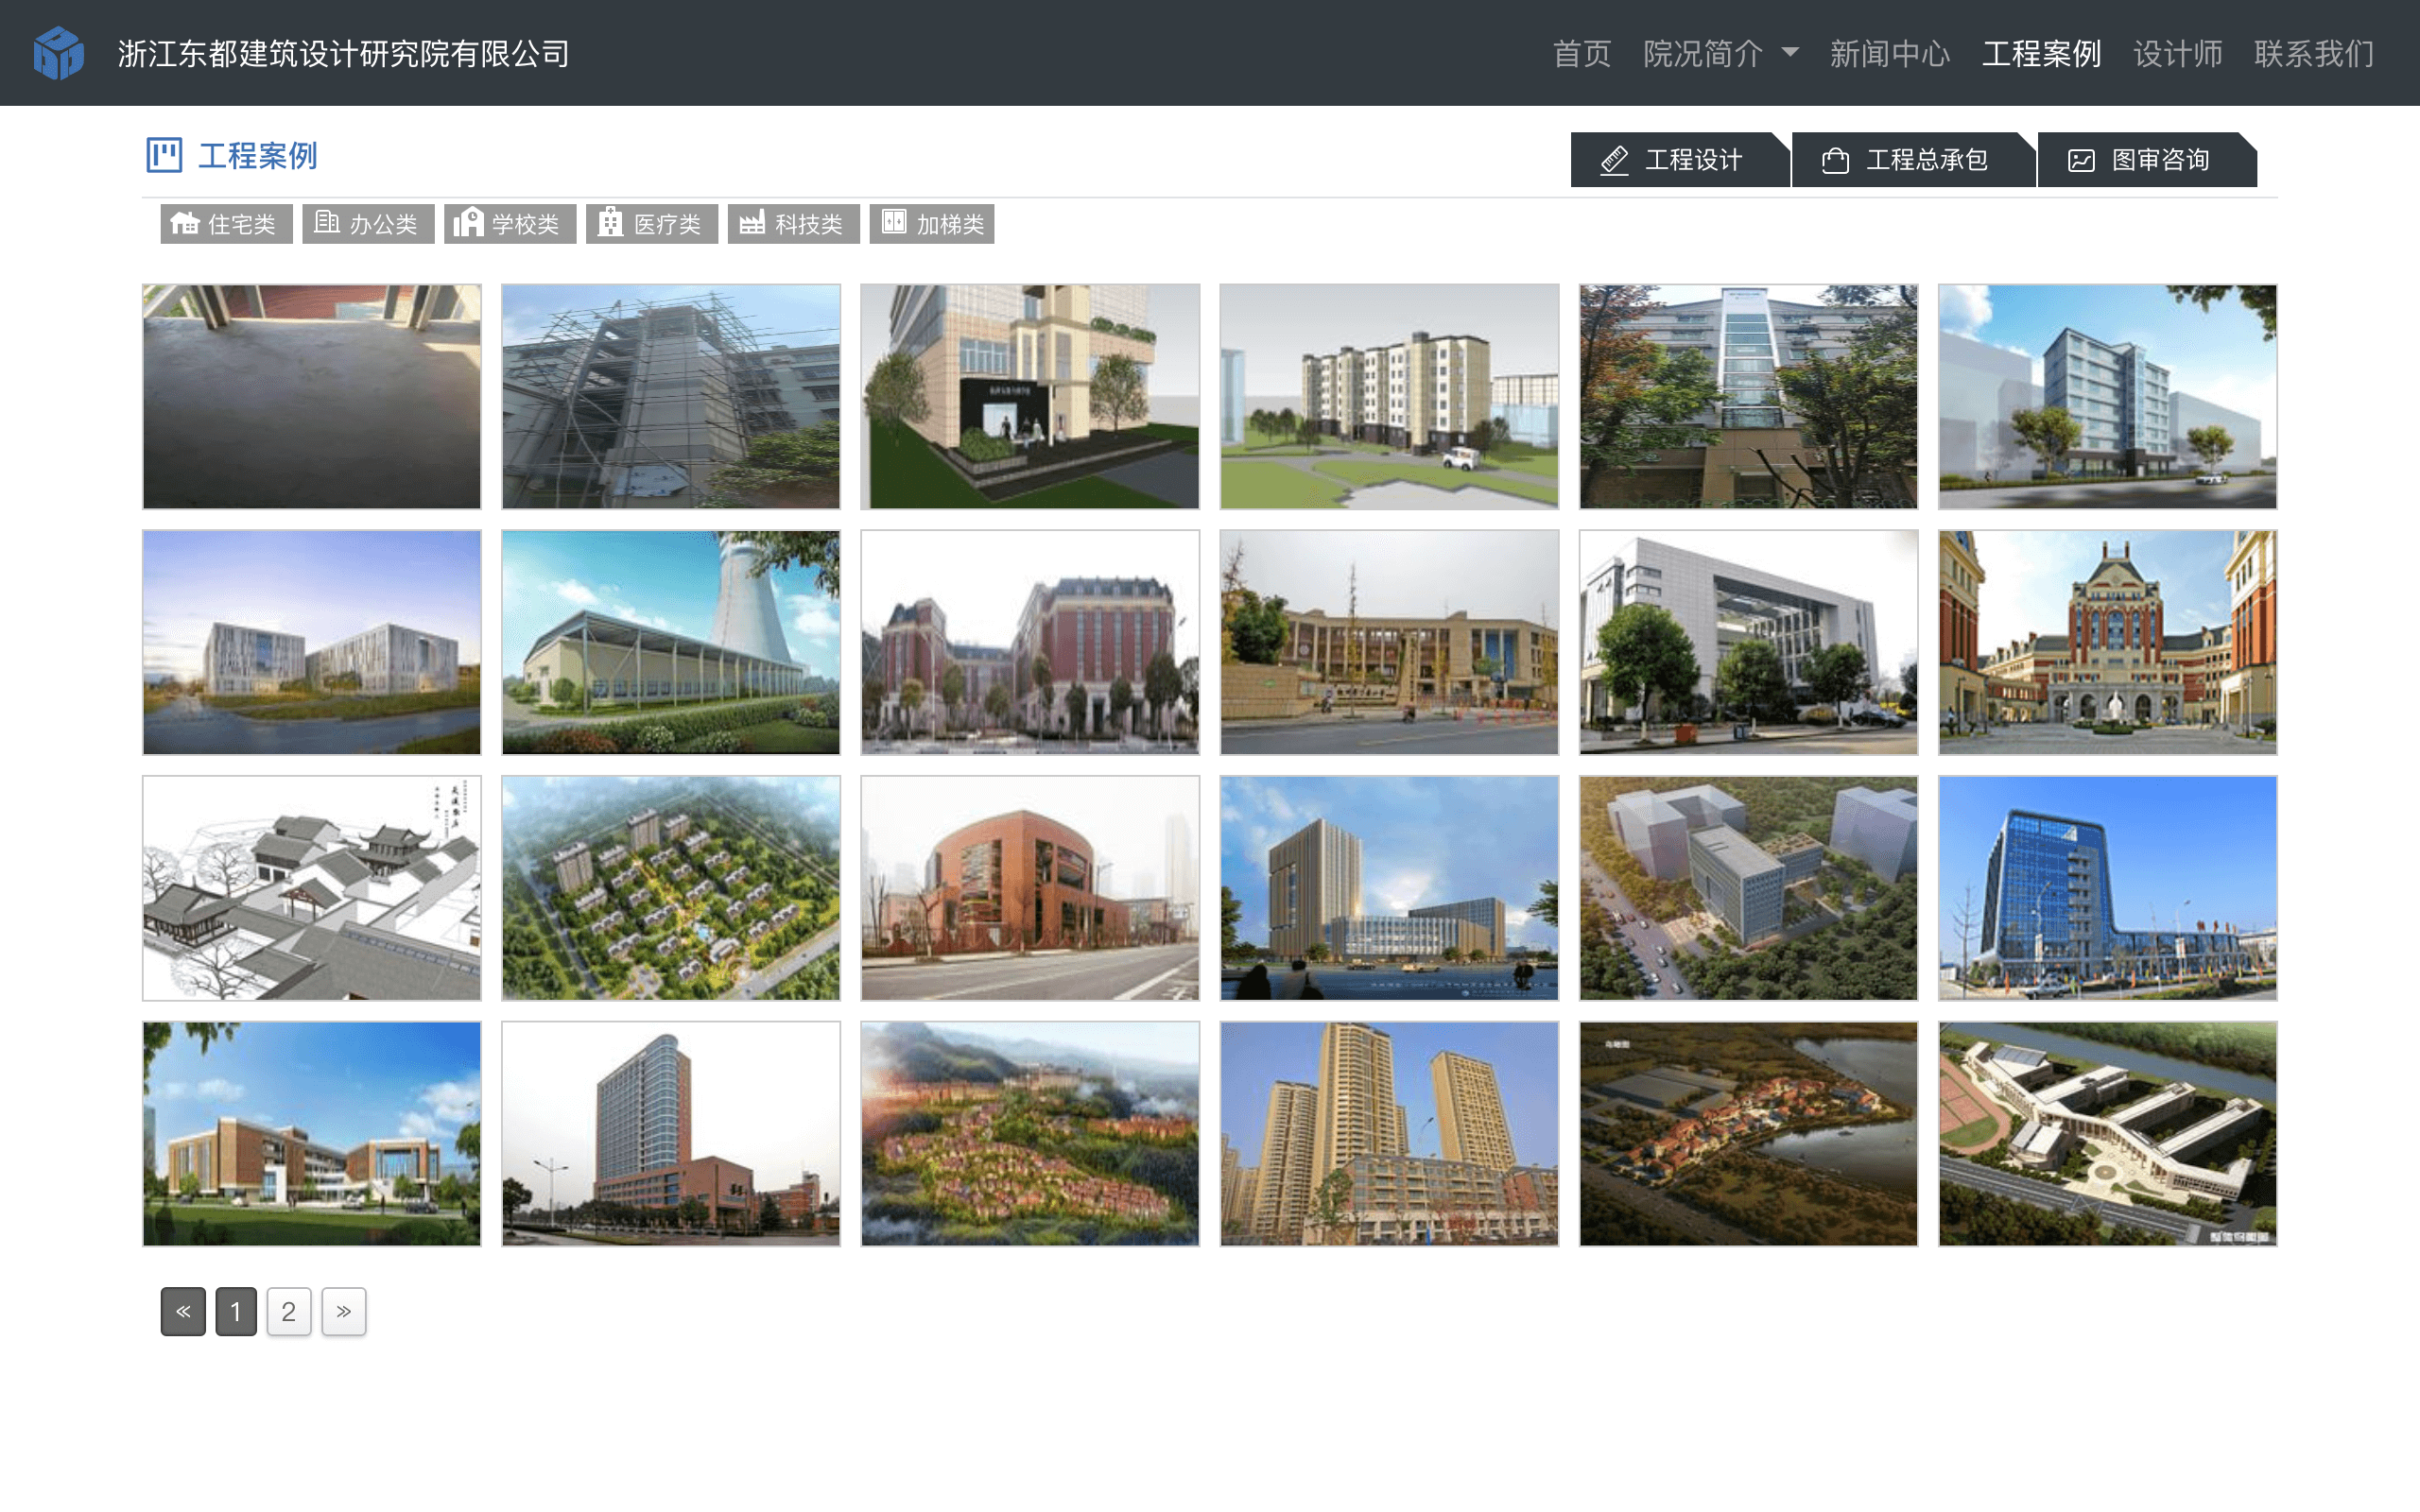 浙江东都建筑设计研究院有限公司
首页 院况简介 新闻中心 工程案例 设计师 联系我们
工程案例
工程设计 工程总承包 图审咨询
住宅类 办公类 学校类 医疗类 科技类 加梯类
鸟瞰图
« 1 2 »